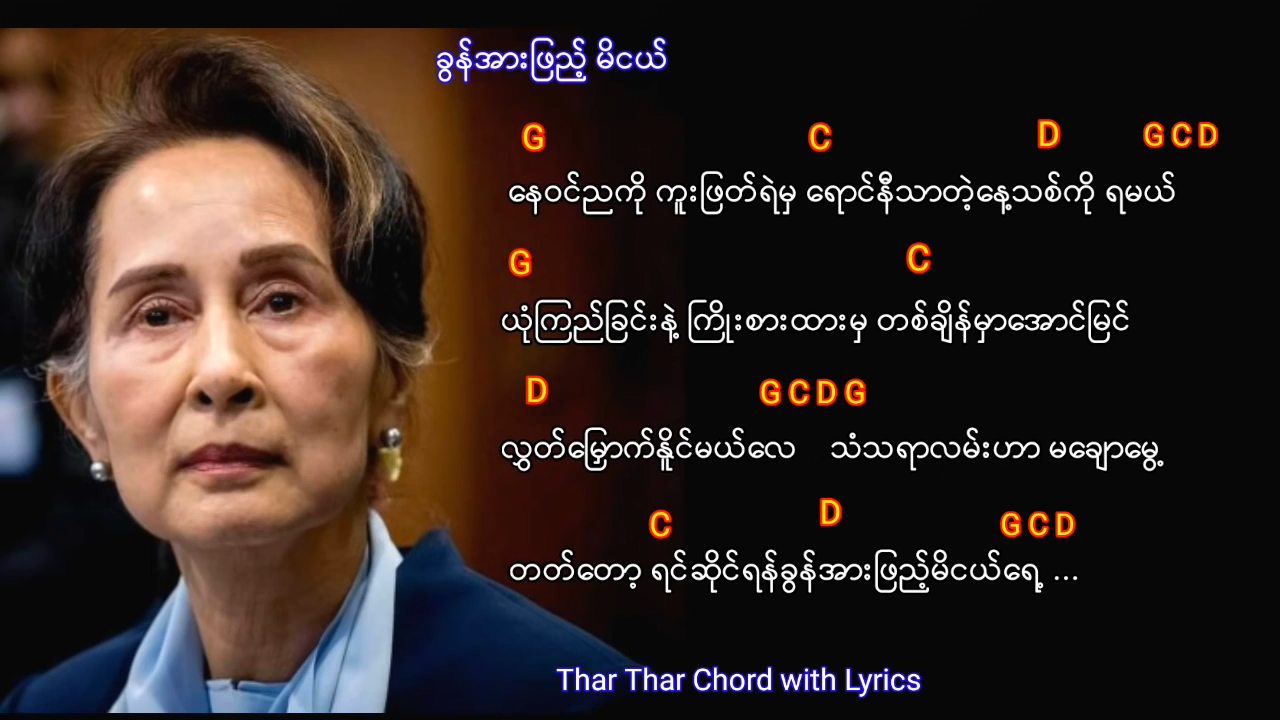 ခွန်အားဖြည့် မိငယ်
G C D G C D
နေဝင်ညကို ကူးဖြတ်ရဲမှ ရောင်နီသာတဲ့နေ့သစ်ကို ရမယ်
G C
ယုံကြည်ခြင်းနဲ့ ကြိုးစားထားမှ တစ်ချိန်မှာအောင်မြင်
D G C D G
လွှတ်မြှောက်နိူင်မယ်လေ သံသရာလမ်းဟာ မချောမွေ့
C D G C D
တတ်တော့ ရင်ဆိုင်ရန်ခွန်အားဖြည့်မိငယ်ရေ့ ...
Thar Thar Chord with Lyrics